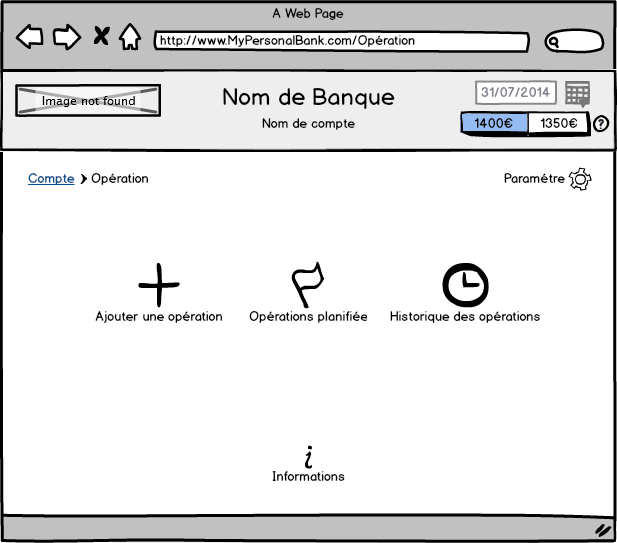 A Web Page
http://www.MyPersonalBank.com/Opération
Image not found
Nom de Banque
31/07/2014
Nom de compte
1400€ 1350€ ?
Compte Opération
Paramétre
Ajouter une opération
Opérations planifiée
Historique des opérations
i
Informations